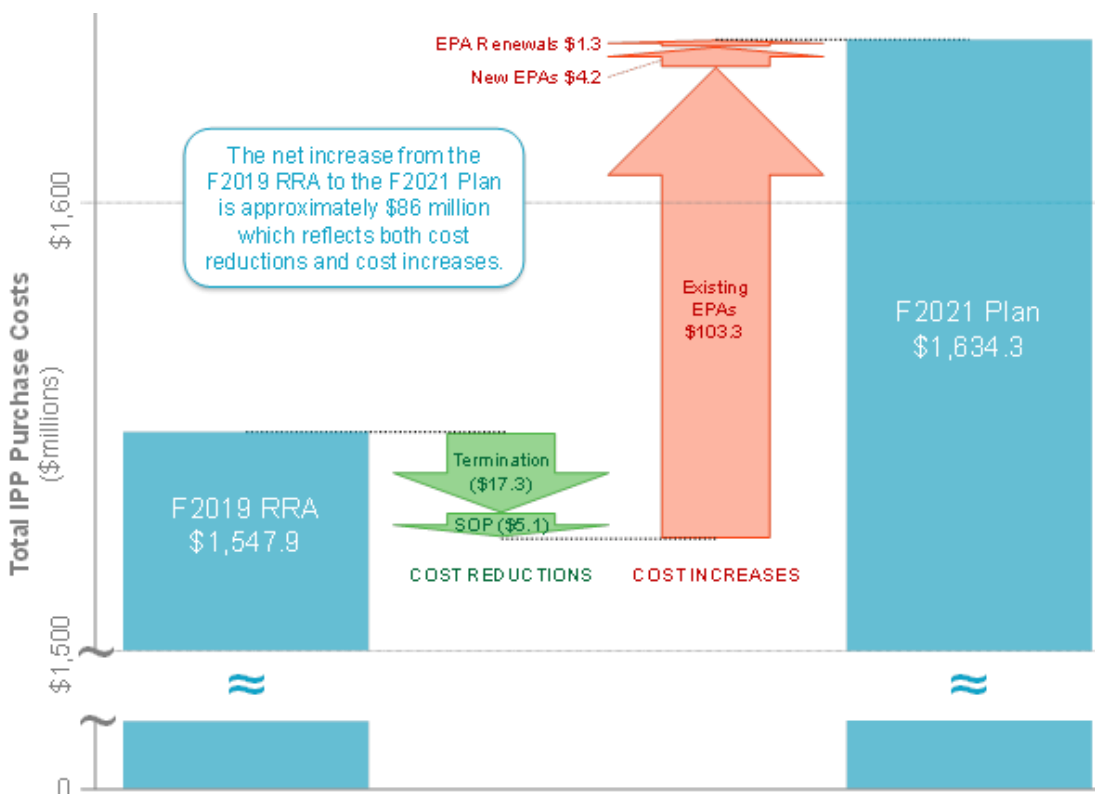 EPA Renewals $1.3
New EPAs $4.2
The net increase from the
F2019 RRA to the F2021 Plan
is approximately $86 million
which reflects both cost
reductions and cost increases.
$1,600
Total IPP Purchase Costs
($millions)
Existing
EPAs
$103.3
F2021 Plan
$1,634.3
Termination
($17.3)
F2019 RRA
$1,547.9
SOP ($5.1)
COST REDUCTIONS
COST INCREASES
$1,500
0